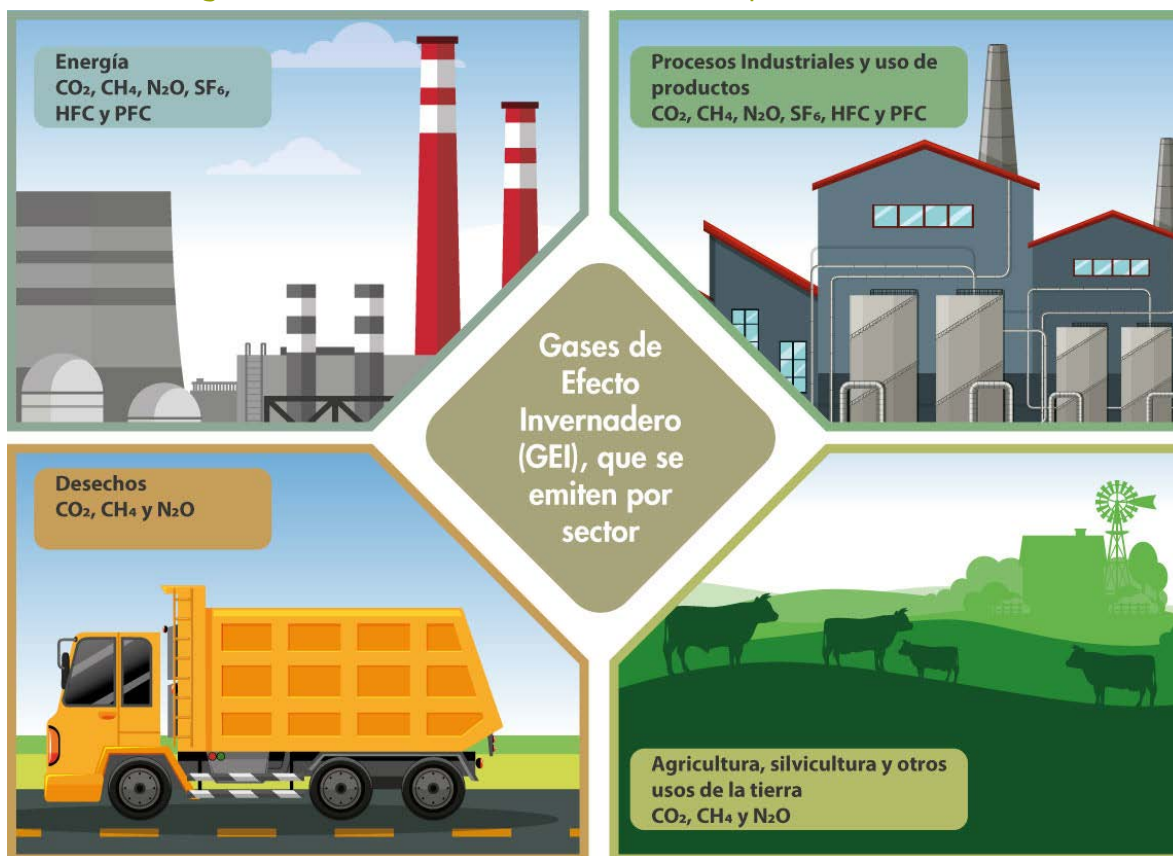 Energía
CO₂, CH₄, N₂O, SF₆,
HFC y PFC
Procesos Industriales y uso de
productos
CO₂, CH₄, N₂O, SF₆, HFC y PFC
Gases de
Efecto
Invernadero
(GEI), que se
emiten por
sector
Desechos
CO₂, CH₄ y N₂O
Agricultura, silvicultura y otros
usos de la tierra
CO₂, CH₄ y N₂O